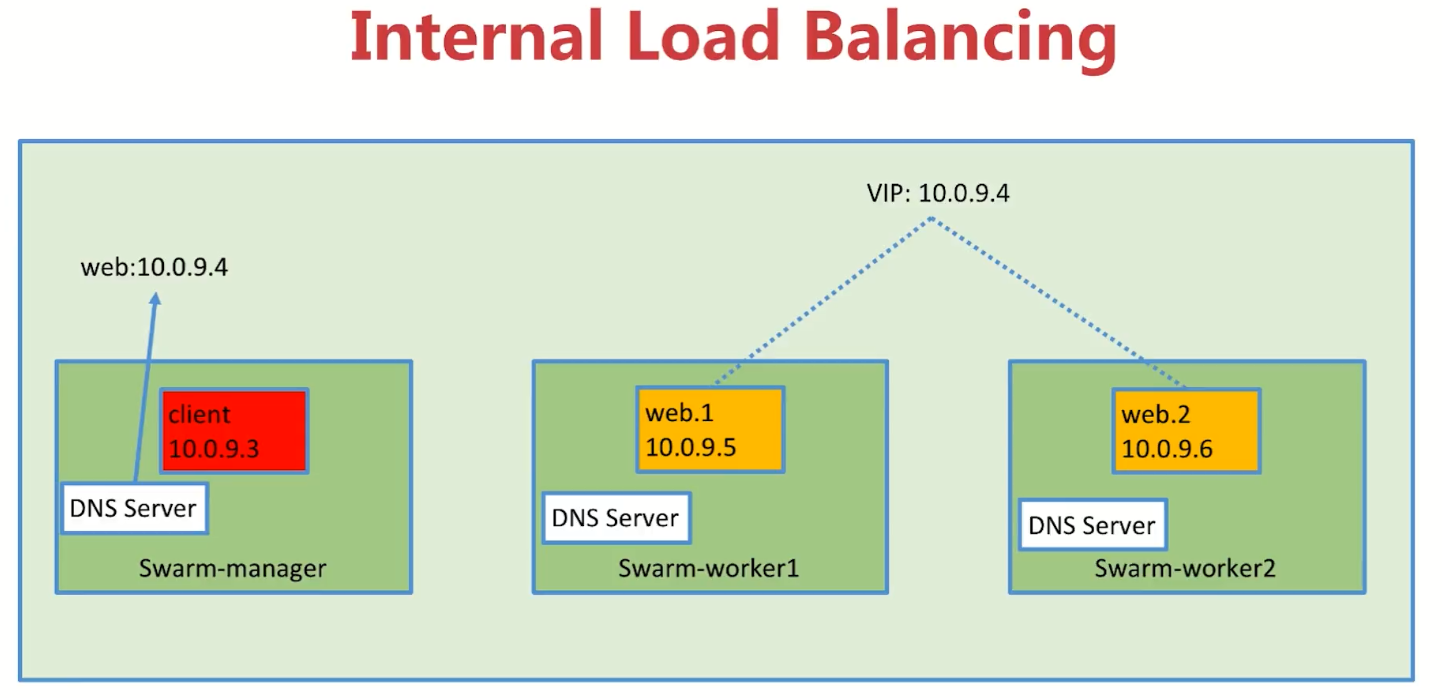 Internal Load Balancing
VIP: 10.0.9.4
web:10.0.9.4
client
10.0.9.3
DNS Server
Swarm-manager
web.1
10.0.9.5
DNS Server
Swarm-worker1
web.2
10.0.9.6
DNS Server
Swarm-worker2